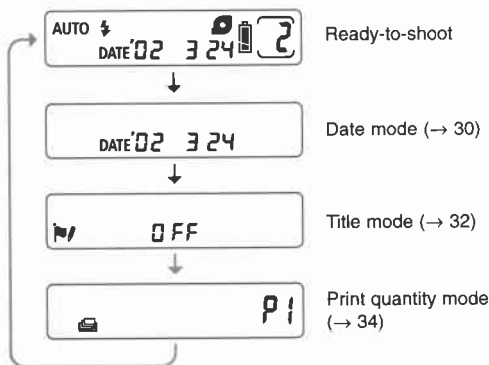 AUTO
DATE '02 3 24 2
Ready-to-shoot
DATE '02 3 24
Date mode (→ 30)
OFF
Title mode (→ 32)
P1
Print quantity mode
(→ 34)